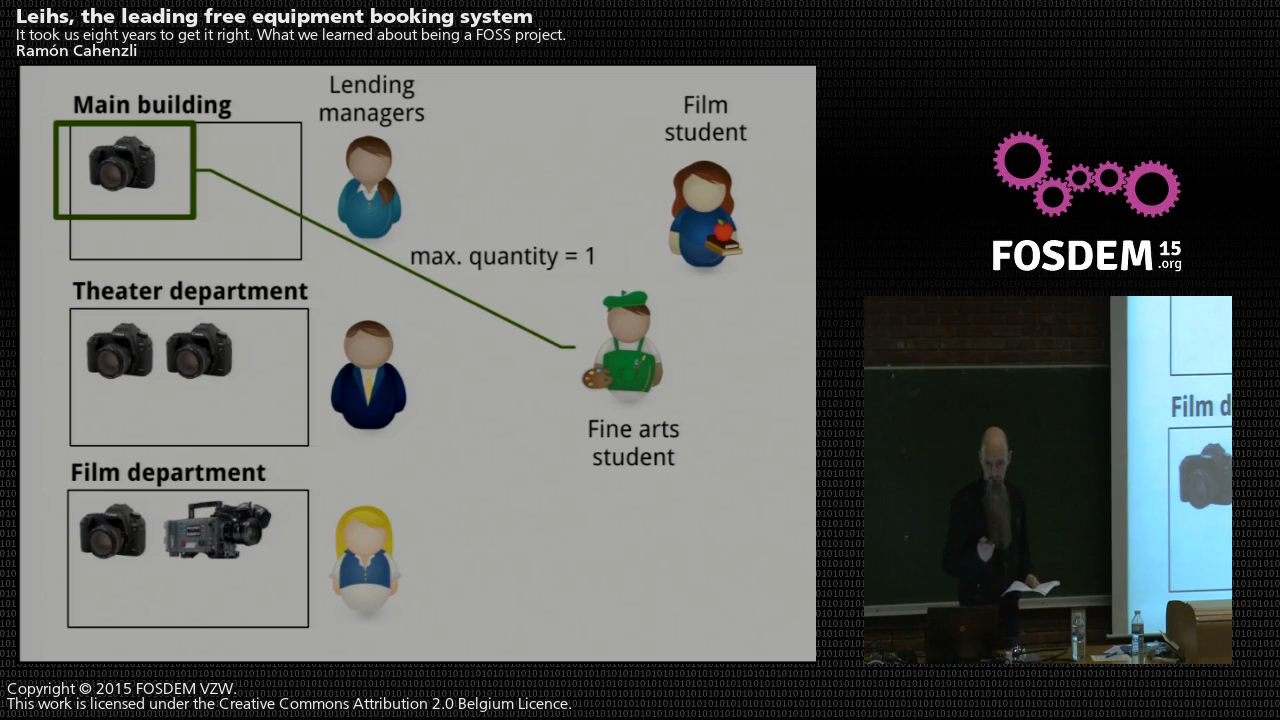 Leihs, the leading free equipment booking system
It took us eight years to get it right. What we learned about being a FOSS project.
Ramón Cahenzli
Lending
managers
Main building
Film
student
max. quantity = 1
Theater department
Fine arts
student
Film department
FOSDEM 15
.org
Film d
Copyright © 2015 FOSDEM VZW.
This work is licensed under the Creative Commons Attribution 2.0 Belgium Licence.